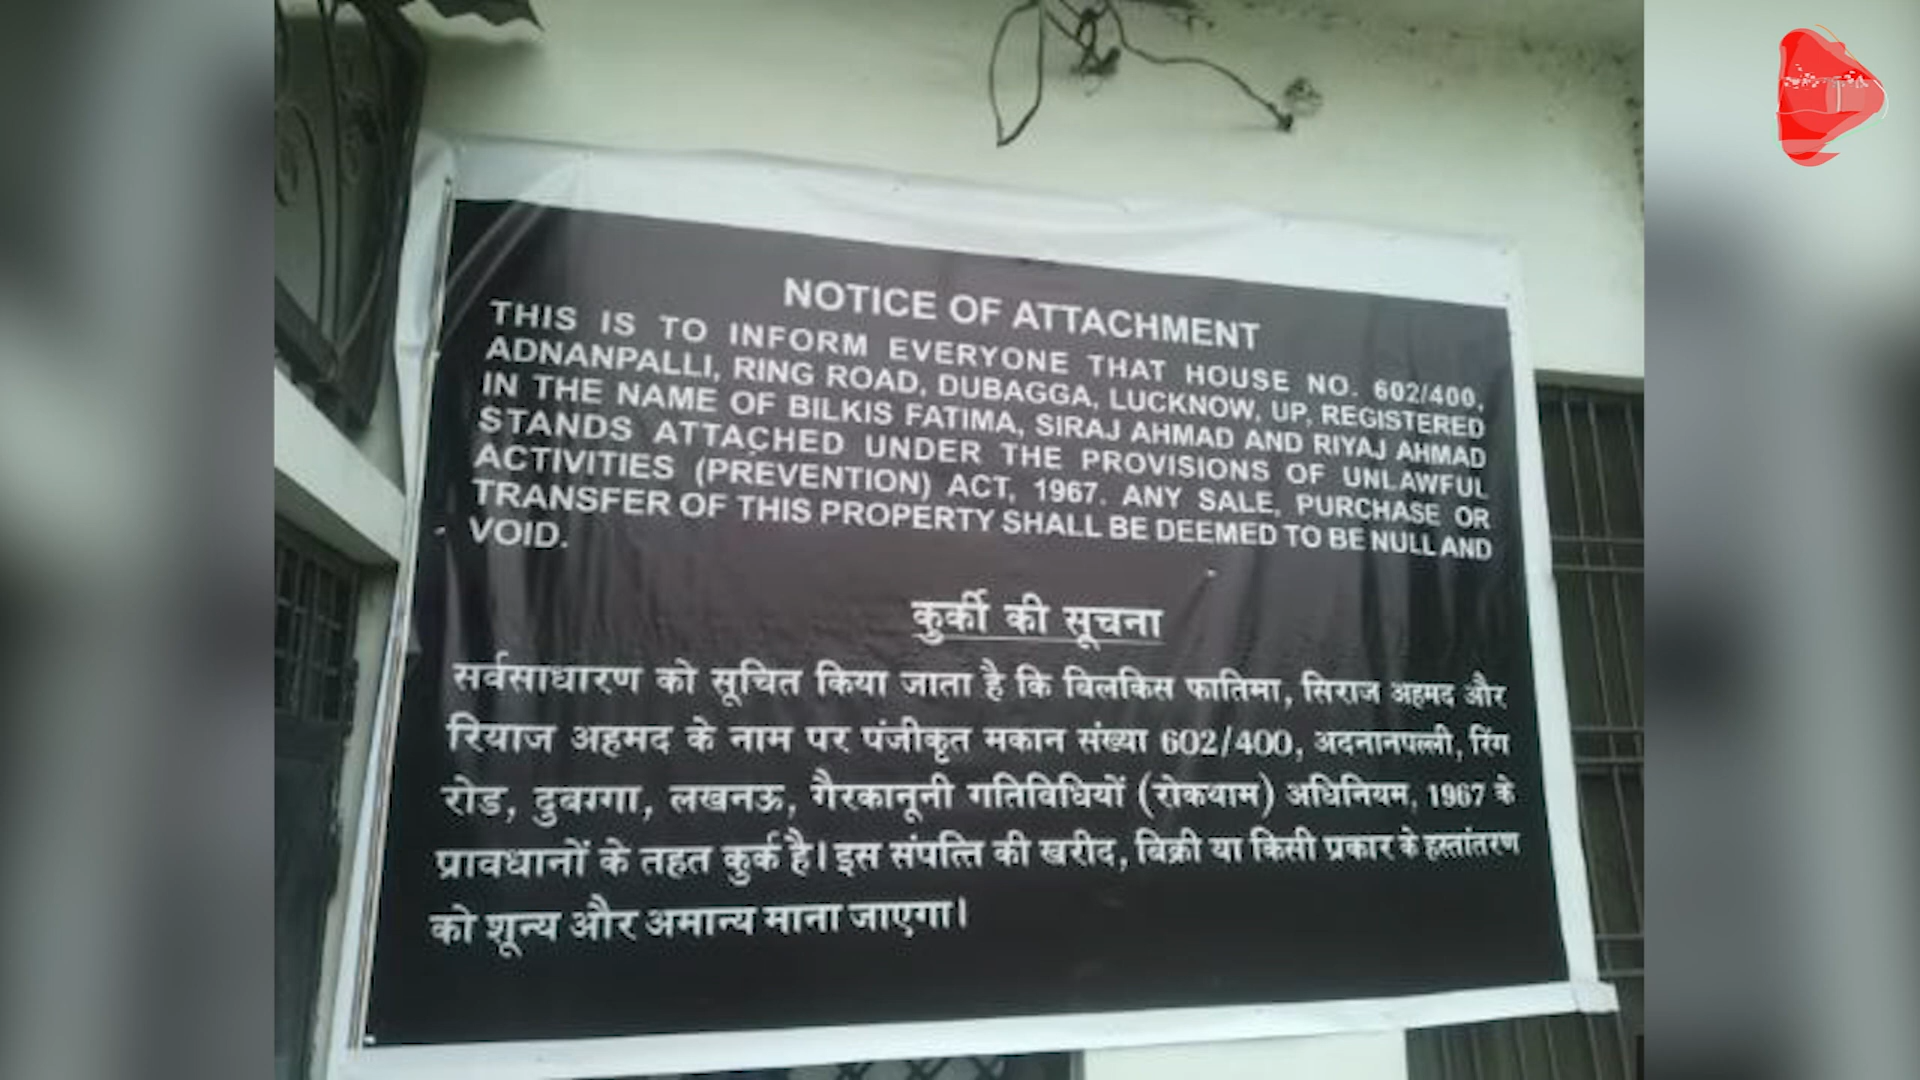 NOTICE OF ATTACHMENT
THIS IS TO INFORM EVERYONE THAT HOUSE NO. 602/400,
ADNANPALLI, RING ROAD, DUBAGGA, LUCKNOW, UP, REGISTERED
IN THE NAME OF BILKIS FATIMA, SIRAJ AHMAD AND RIYAJ AHMAD
STANDS ATTACHED UNDER THE PROVISIONS OF UNLAWFUL
ACTIVITIES (PREVENTION) ACT, 1967. ANY SALE, PURCHASE OR
TRANSFER OF THIS PROPERTY SHALL BE DEEMED TO BE NULL AND
VOID.
कुर्की की सूचना
सर्वसाधारण को सूचित किया जाता है कि बिलकिस फातिमा, सिराज अहमद और
रियाज अहमद के नाम पर पंजीकृत मकान संख्या 602/400, अदनानपल्ली, रिंग
रोड, दुबग्गा, लखनऊ, गैरकानूनी गतिविधियों (रोकथाम) अधिनियम, 1967 के
प्रावधानों के तहत कुर्क है। इस संपत्ति की खरीद, बिक्री या किसी प्रकार के हस्तांतरण
को शून्य और अमान्य माना जाएगा।